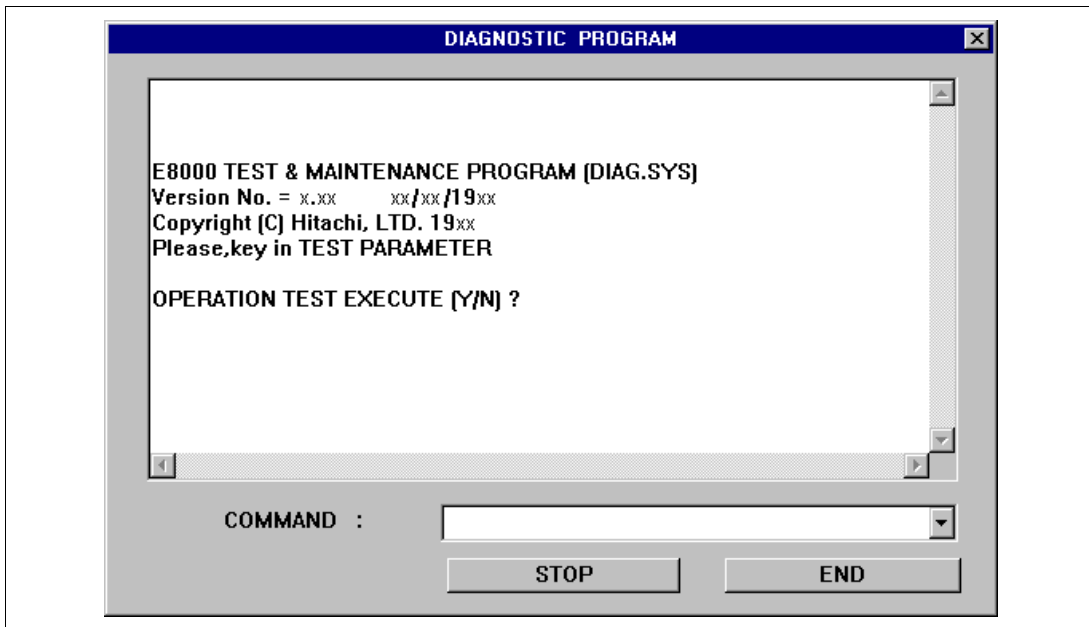 DIAGNOSTIC PROGRAM
E8000 TEST & MAINTENANCE PROGRAM (DIAG.SYS)
Version No. = x.xx xx/xx/19xx
Copyright (C) Hitachi, LTD. 19xx
Please,key in TEST PARAMETER
OPERATION TEST EXECUTE (Y/N) ?
COMMAND :
STOP END